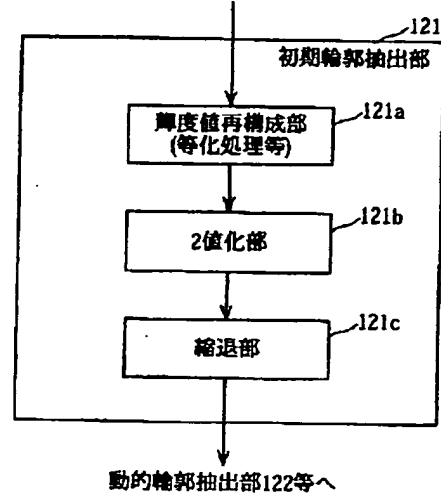 121
初期輪郭抽出部
121a
輝度値再構成部
(等化処理等)
121b
2値化部
121c
縮退部
動的輪郭抽出部122等へ